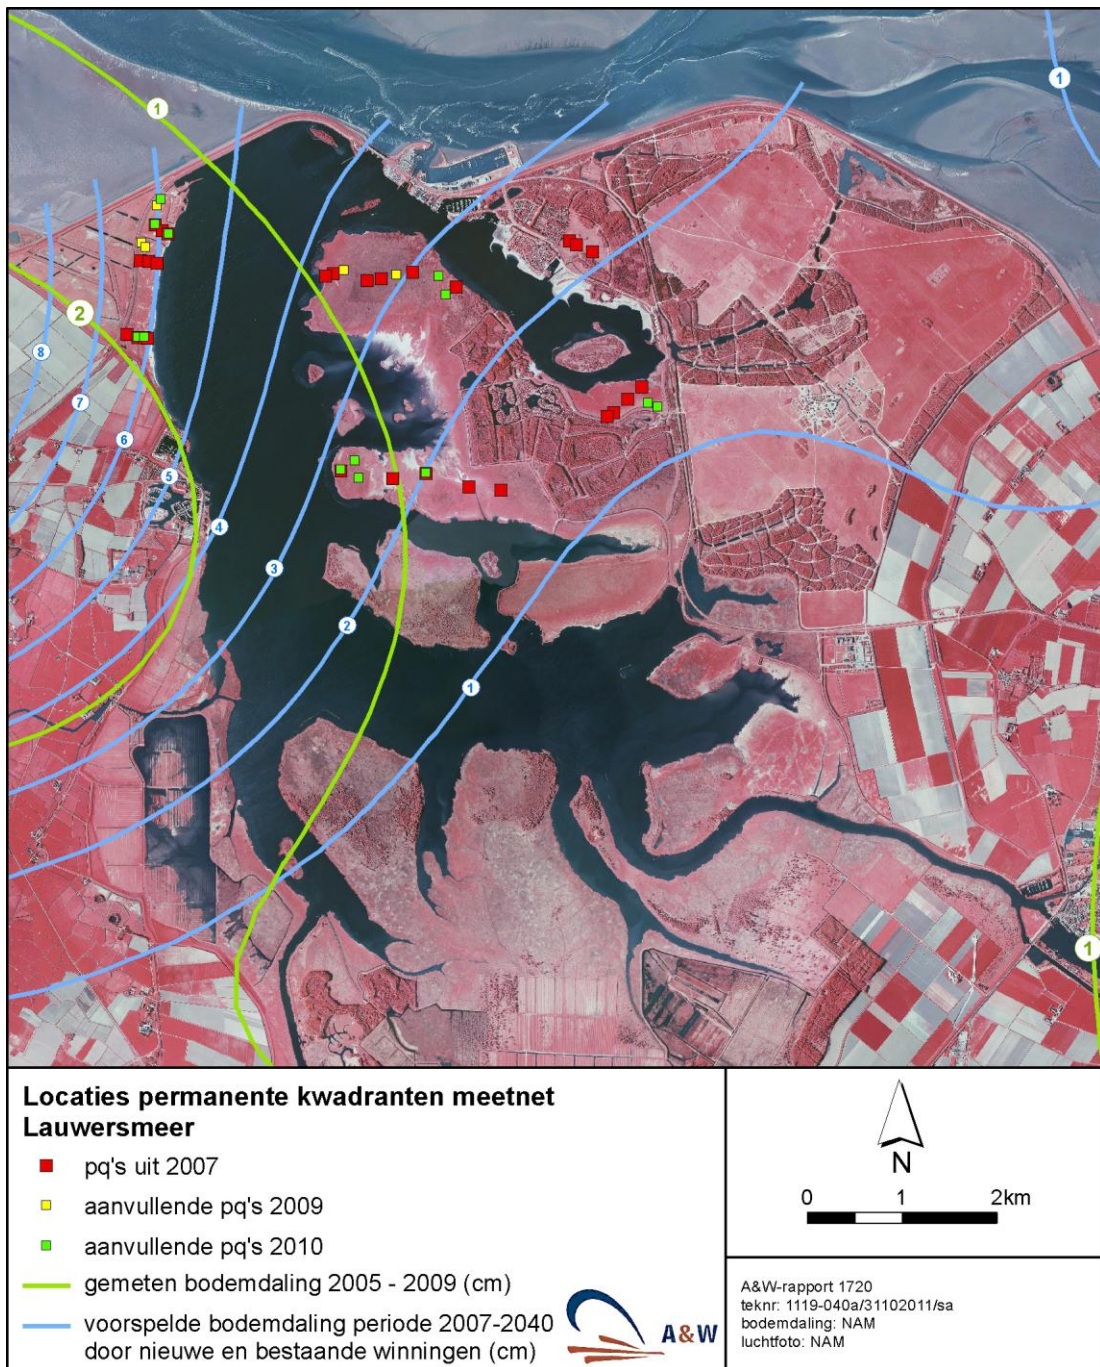 1
1
2
8
7
6
5
4
3
2
1
1
Locaties permanente kwadranten meetnet
Lauwersmeer
pq's uit 2007
aanvullende pq's 2009
aanvullende pq's 2010
gemeten bodemdaling 2005 - 2009 (cm)
voorspelde bodemdaling periode 2007-2040
door nieuwe en bestaande winningen (cm)
A&W
N
0 1 2km
A&W-rapport 1720
teknr: 1119-040a/31102011/sa
bodemdaling: NAM
luchtfoto: NAM